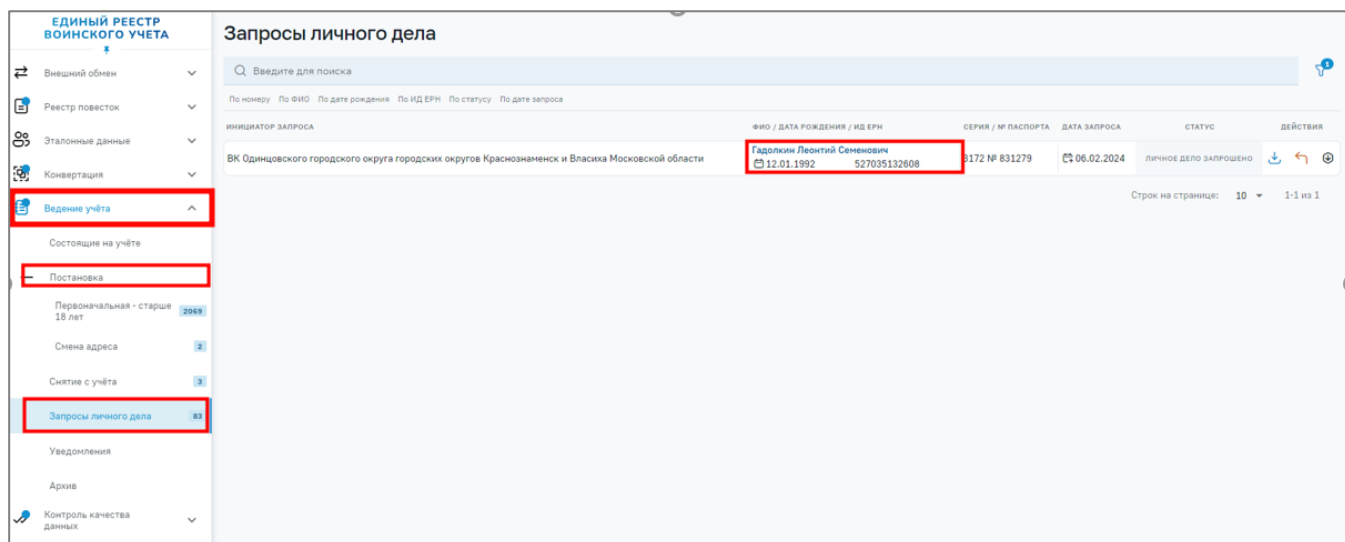 ЕДИНЫЙ РЕЕСТР
ВОИНСКОГО УЧЕТА
Внешний обмен
Реестр повесток
Эталонные данные
Конвертация
Ведение учёта
Состоящие на учёте
Постановка
Первоначальная - старше
18 лет
2069
Смена адреса 2
Снятие с учёта 3
Запросы личного дела 83
Уведомления
Архив
Контроль качества
данных
Запросы личного дела
Введите для поиска
1
По номеру По ФИО По дате рождения По ИД ЕРН По статусу По дате запроса
ИНИЦИАТОР ЗАПРОСА ФИО / ДАТА РОЖДЕНИЯ / ИД ЕРН СЕРИЯ / № ПАСПОРТА ДАТА ЗАПРОСА СТАТУС ДЕЙСТВИЯ
ВК Одинцовского городского округа городских округов Краснознаменск и Власиха Московской области
Гадолкин Леонтий Семенович
12.01.1992 527035132608
3172 № 831279
06.02.2024
ЛИЧНОЕ ДЕЛО ЗАПРОШЕНО
Строк на странице: 10 1-1 из 1